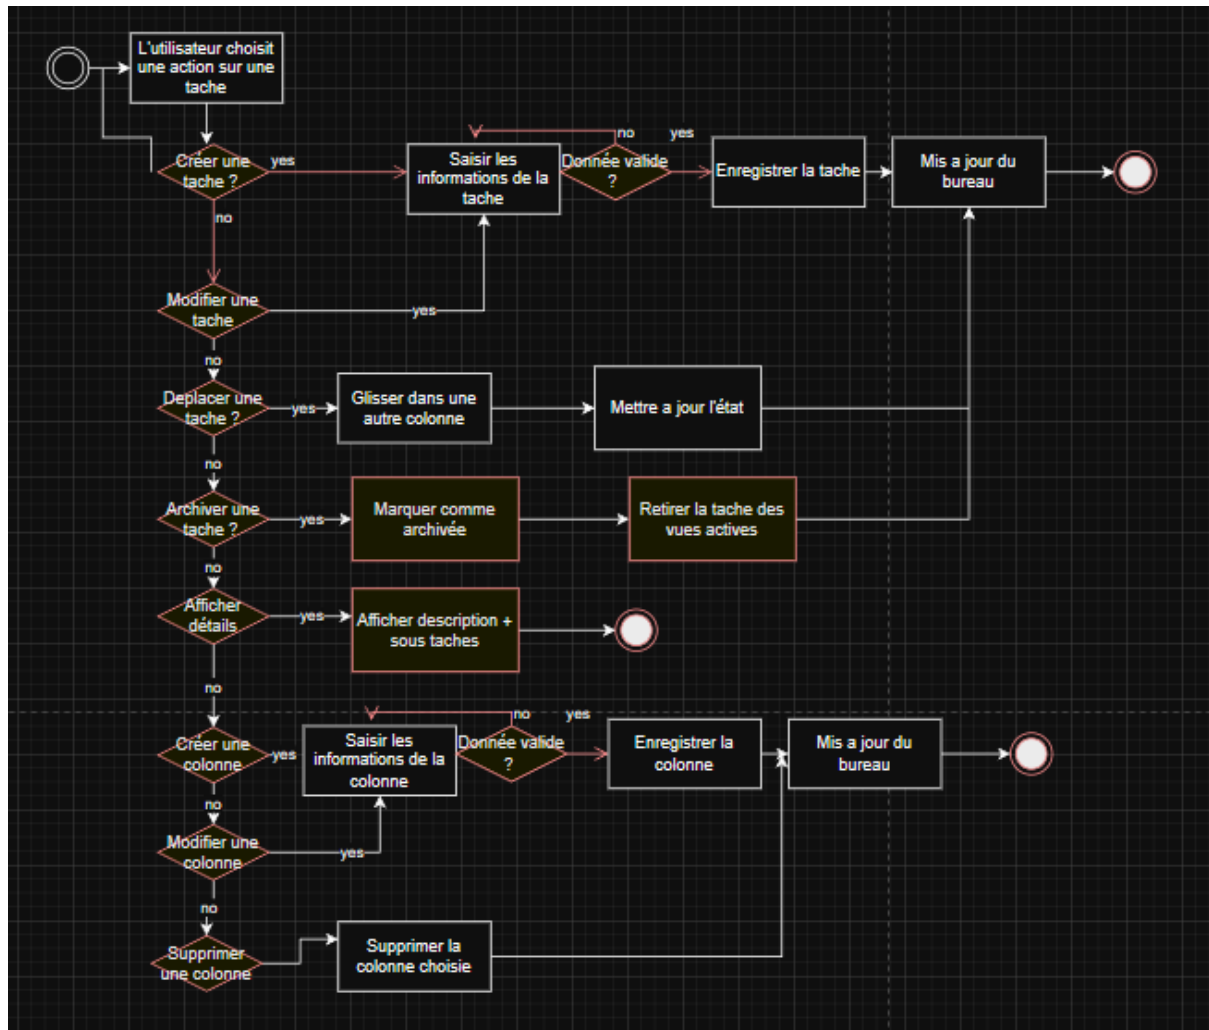 L'utilisateur choisit
une action sur une
tache
Créer une
tache ?
yes
Saisir les
informations de la
tache
no
Donnée valide
?
yes
Enregistrer la tache
Mis a jour du
bureau
no
Modifier une
tache
yes
no
Deplacer une
tache ?
yes
Glisser dans une
autre colonne
Mettre a jour l'état
no
Archiver une
tache ?
yes
Marquer comme
archivée
Retirer la tache des
vues actives
no
Afficher
détails
yes
Afficher description +
sous taches
no
Créer une
colonne
yes
Saisir les
informations de la
colonne
no
Donnée valide
?
yes
Enregistrer la
colonne
Mis a jour du
bureau
no
Modifier une
colonne
yes
no
Supprimer
une colonne
Supprimer la
colonne choisie